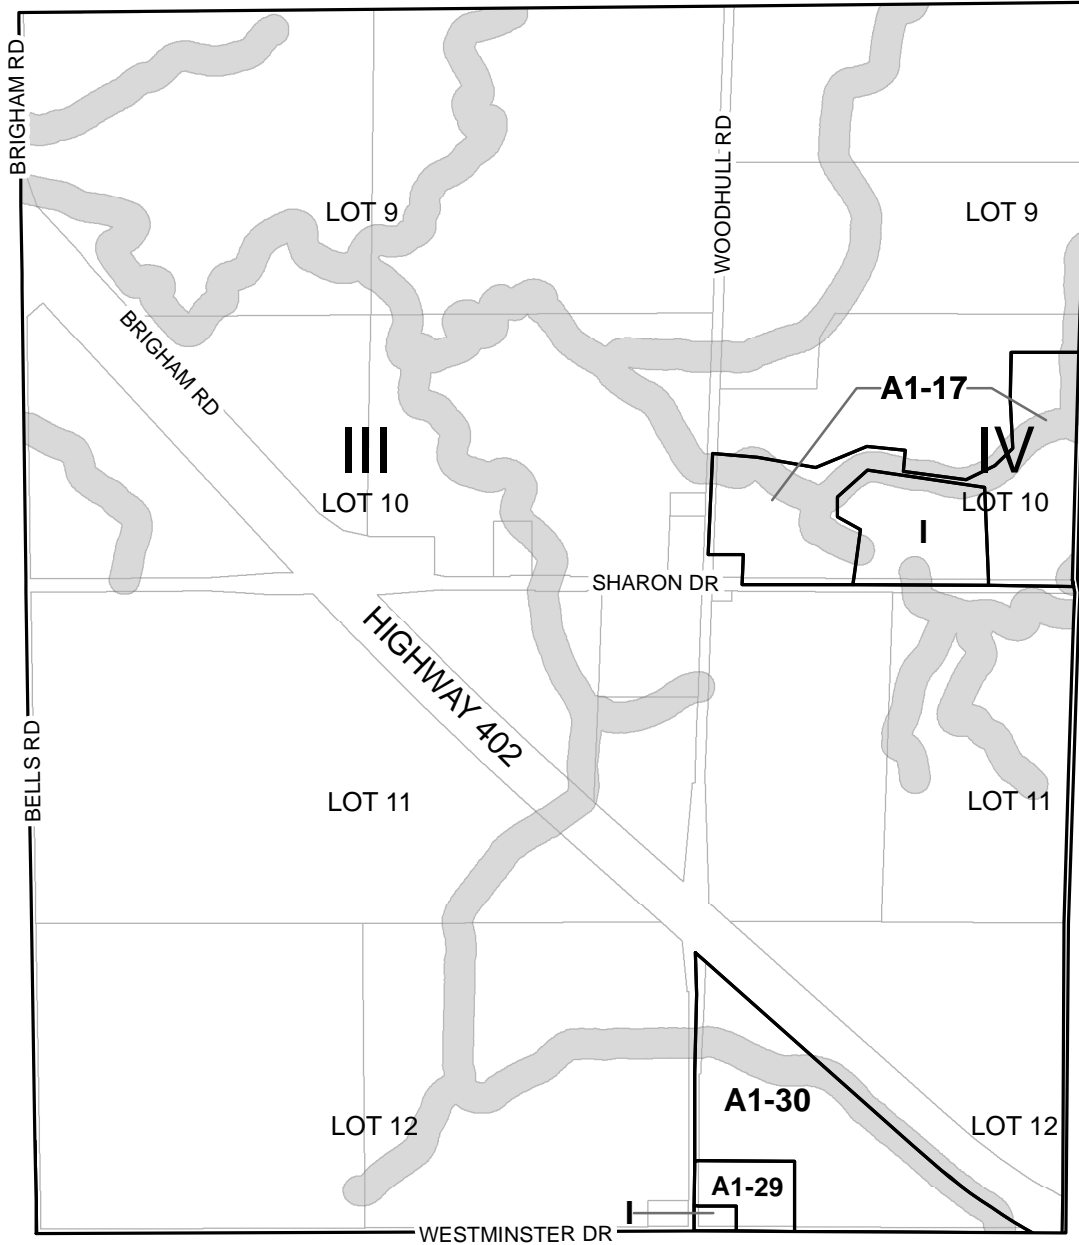 BRIGHAM RD
WOODHULL RD
LOT 9
LOT 9
BRIGHAM RD
A1-17
III
IV
LOT 10
LOT 10
I
SHARON DR
HIGHWAY 402
BELLS RD
LOT 11
LOT 11
A1-30
LOT 12
LOT 12
A1-29
I
WESTMINSTER DR